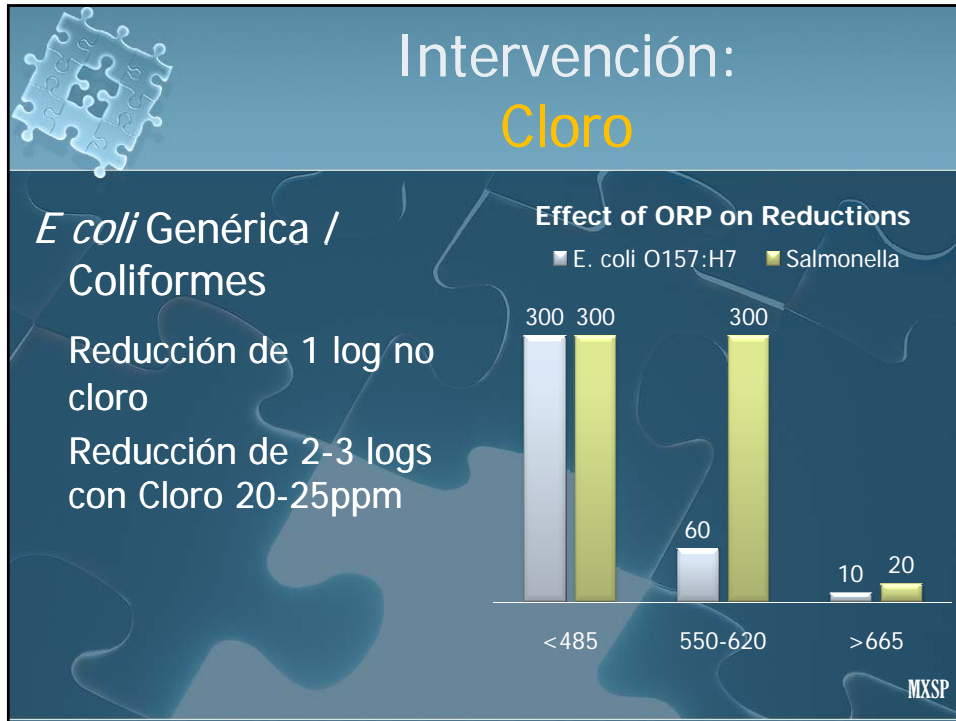 Intervención:
Cloro
E coli Genérica /
Coliformes
Reducción de 1 log no
cloro
Reducción de 2-3 logs
con Cloro 20-25ppm
Effect of ORP on Reductions
E. coli O157:H7 Salmonella
300 300 300
60
10 20
<485 550-620 >665
MXSP